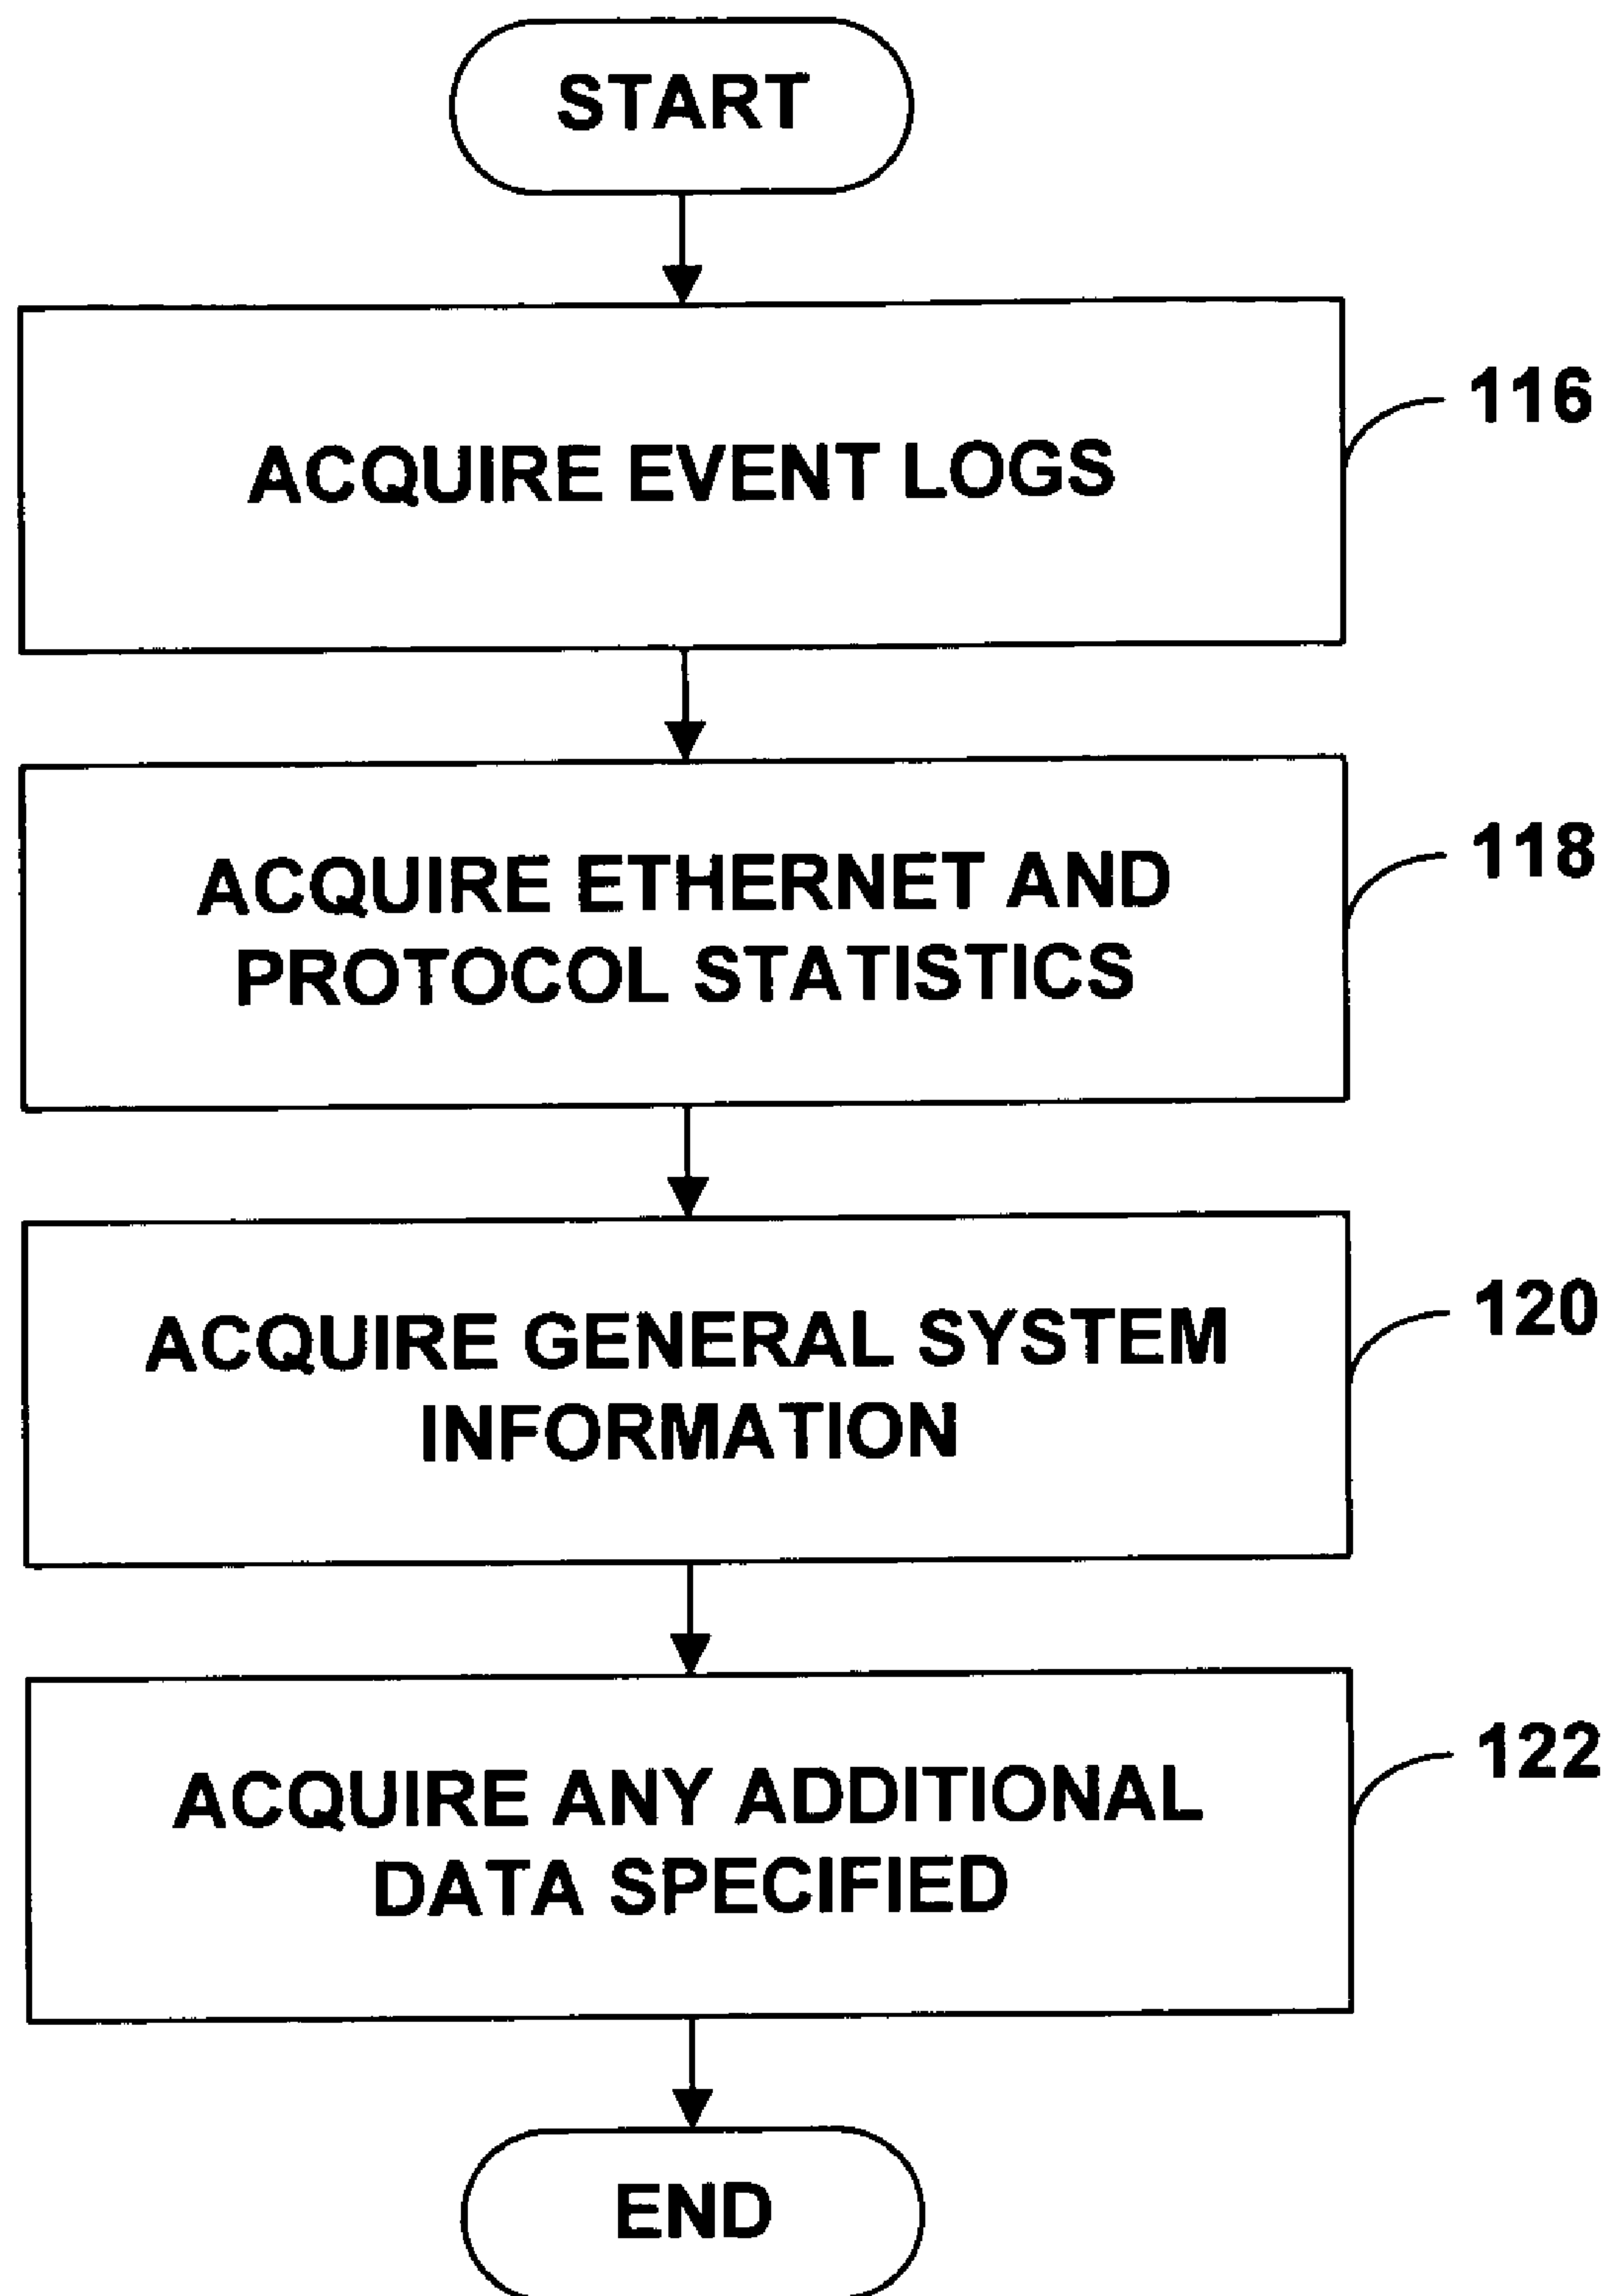 START
ACQUIRE EVENT LOGS
116
ACQUIRE ETHERNET AND
PROTOCOL STATISTICS
118
ACQUIRE GENERAL SYSTEM
INFORMATION
120
ACQUIRE ANY ADDITIONAL
DATA SPECIFIED
122
END